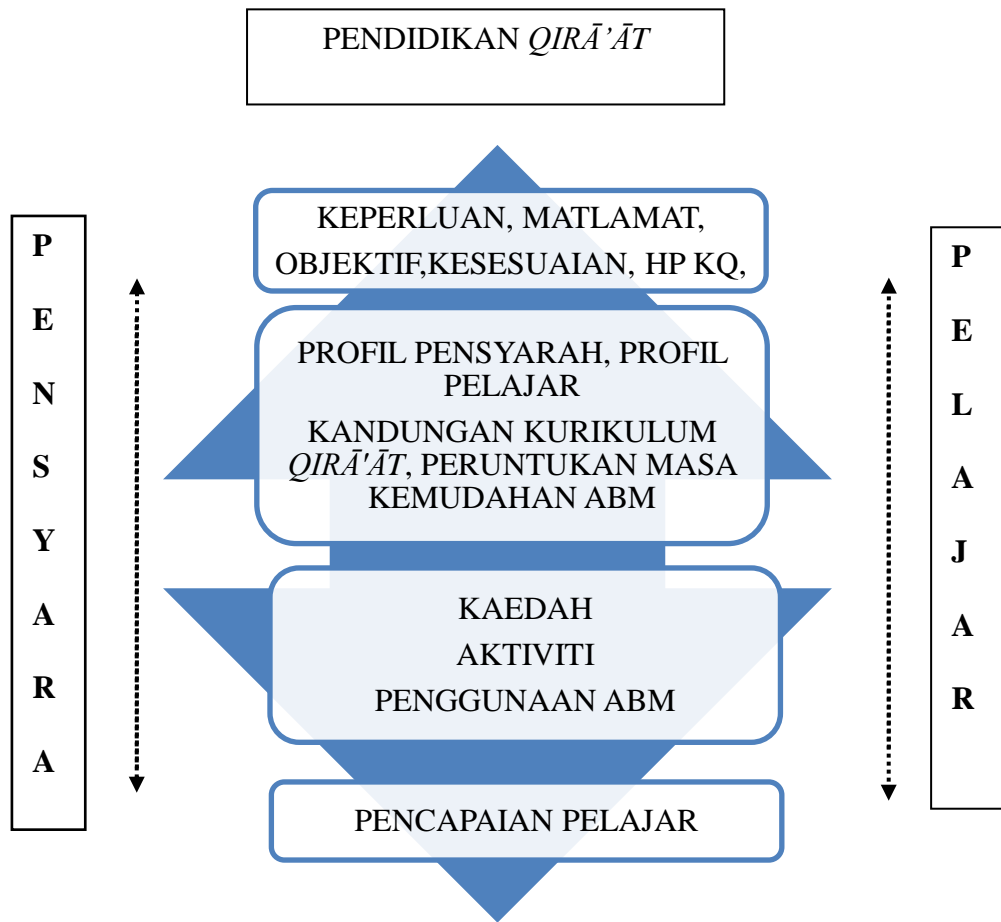 PENDIDIKAN QIRĀ’ĀT
KEPERLUAN, MATLAMAT,
OBJEKTIF,KESESUAIAN, HP KQ,
PROFIL PENSYARAH, PROFIL
PELAJAR
KANDUNGAN KURIKULUM
QIRĀ'ĀT, PERUNTUKAN MASA
KEMUDAHAN ABM
KAEDAH
AKTIVITI
PENGGUNAAN ABM
PENCAPAIAN PELAJAR
P
E
N
S
Y
A
R
A
P
E
L
A
J
A
R